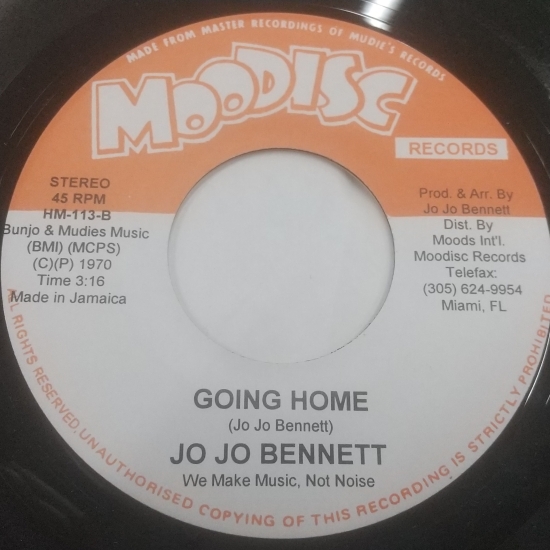 MADE FROM MASTER RECORDINGS OF MUDIE'S RECORDS
MOODISC
RECORDS
STEREO
45 RPM
HM-113-B
Bunjo & Mudies Music
(BMI) (MCPS)
(C)(P) 1970
Time 3:16
Made in Jamaica
Prod. & Arr. By
Jo Jo Bennett
Dist. By
Moods Int'l.
Moodisc Records
Telefax:
(305) 624-9954
Miami, FL
GOING HOME
(Jo Jo Bennett)
JO JO BENNETT
We Make Music, Not Noise
ALL RIGHTS RESERVED. UNAUTHORISED COPYING OF THIS RECORDING IS STRICTLY PROHIBITED